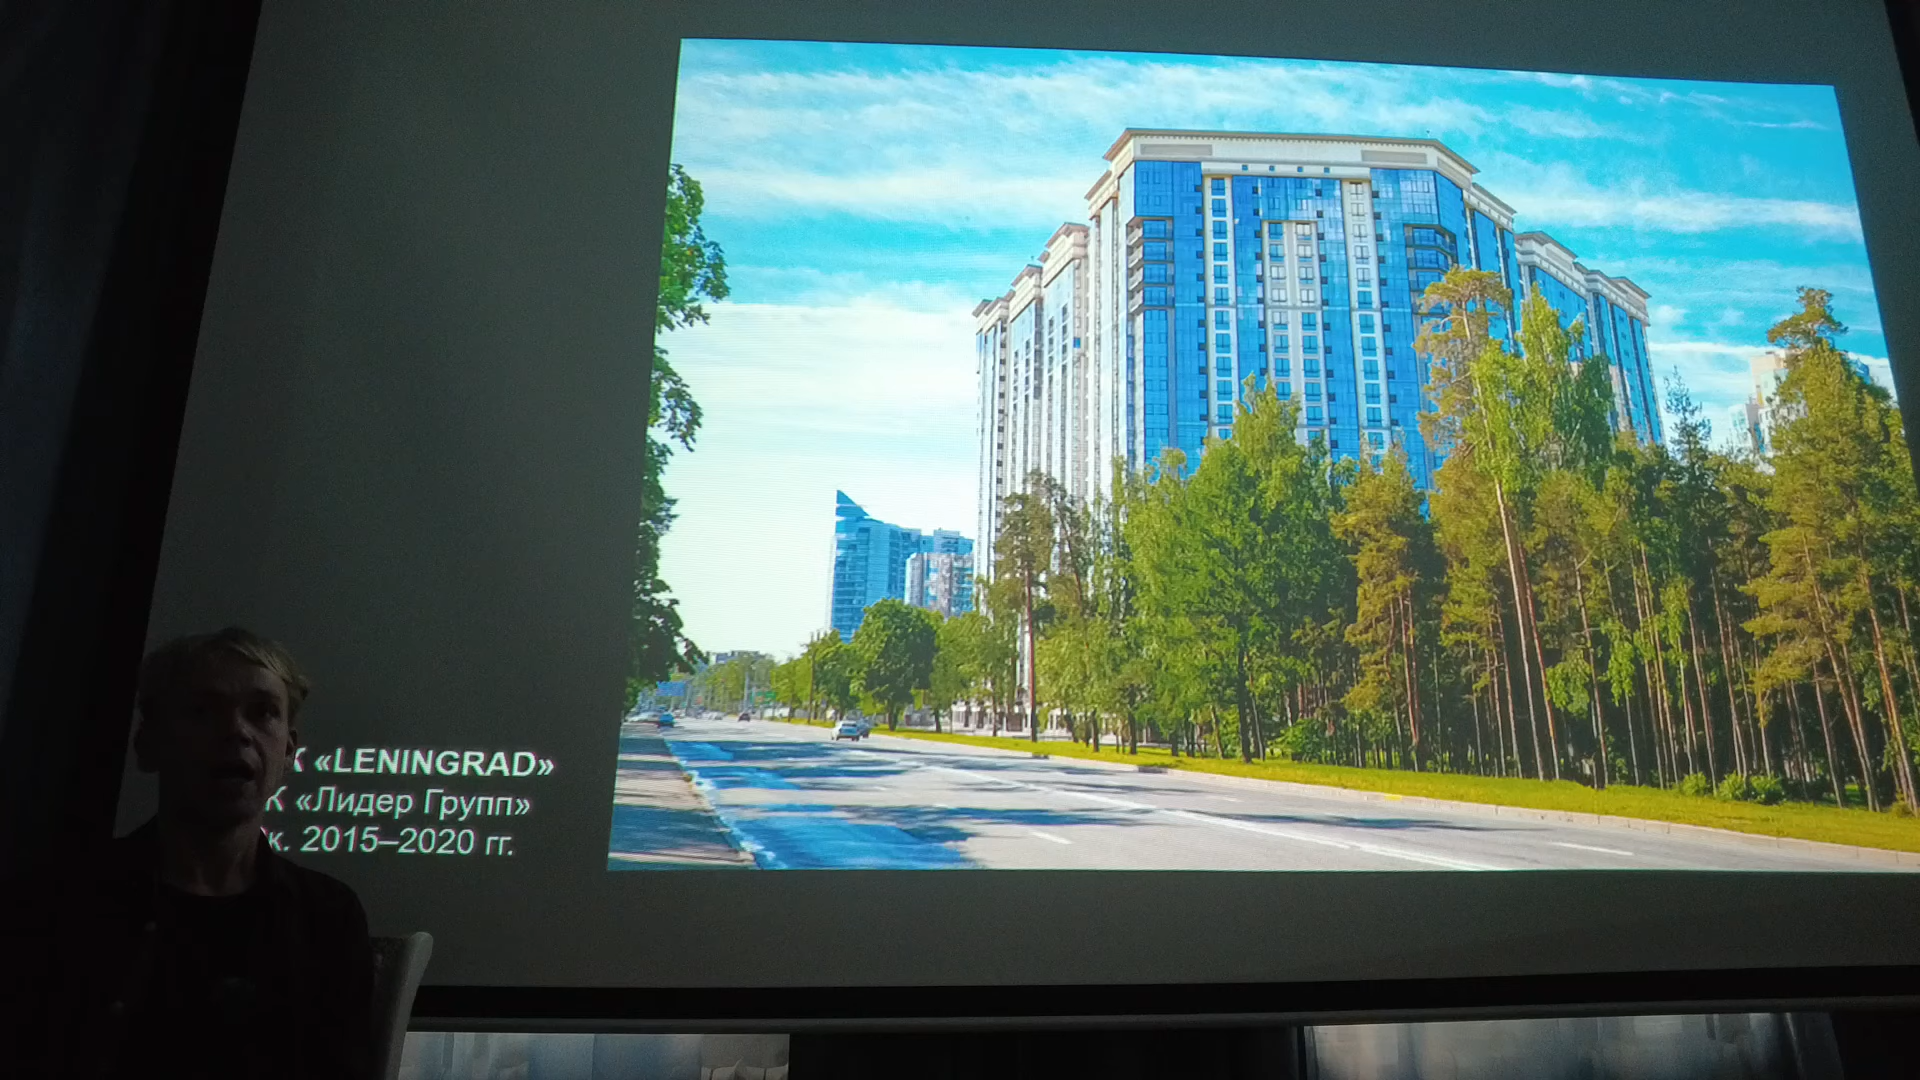 К «LENINGRAD»
К «Лидер Групп»
к. 2015–2020 гг.